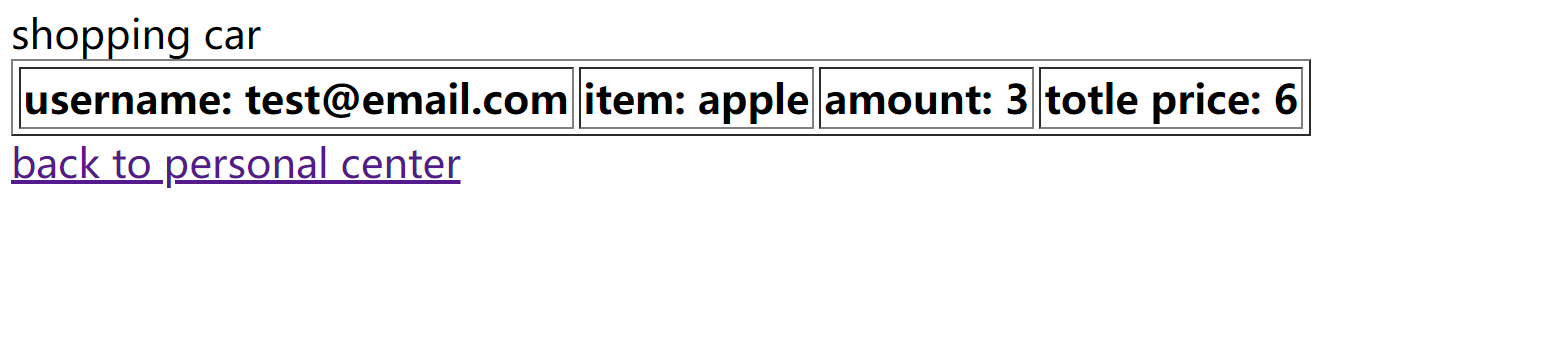 shopping car
username: test@email.com item: apple amount: 3 totle price: 6
back to personal center